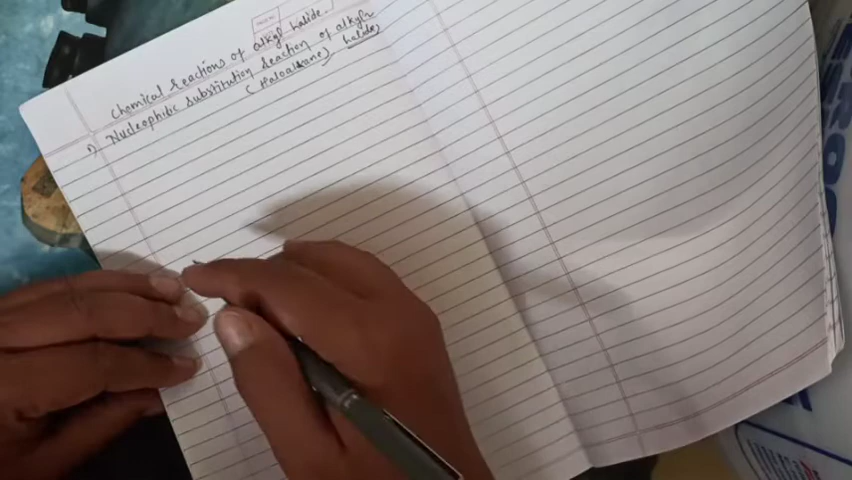 Chemical reactions of alkyl halide.
1) Nucleophilic substitution reaction of alkyl halide
(Haloalkane)